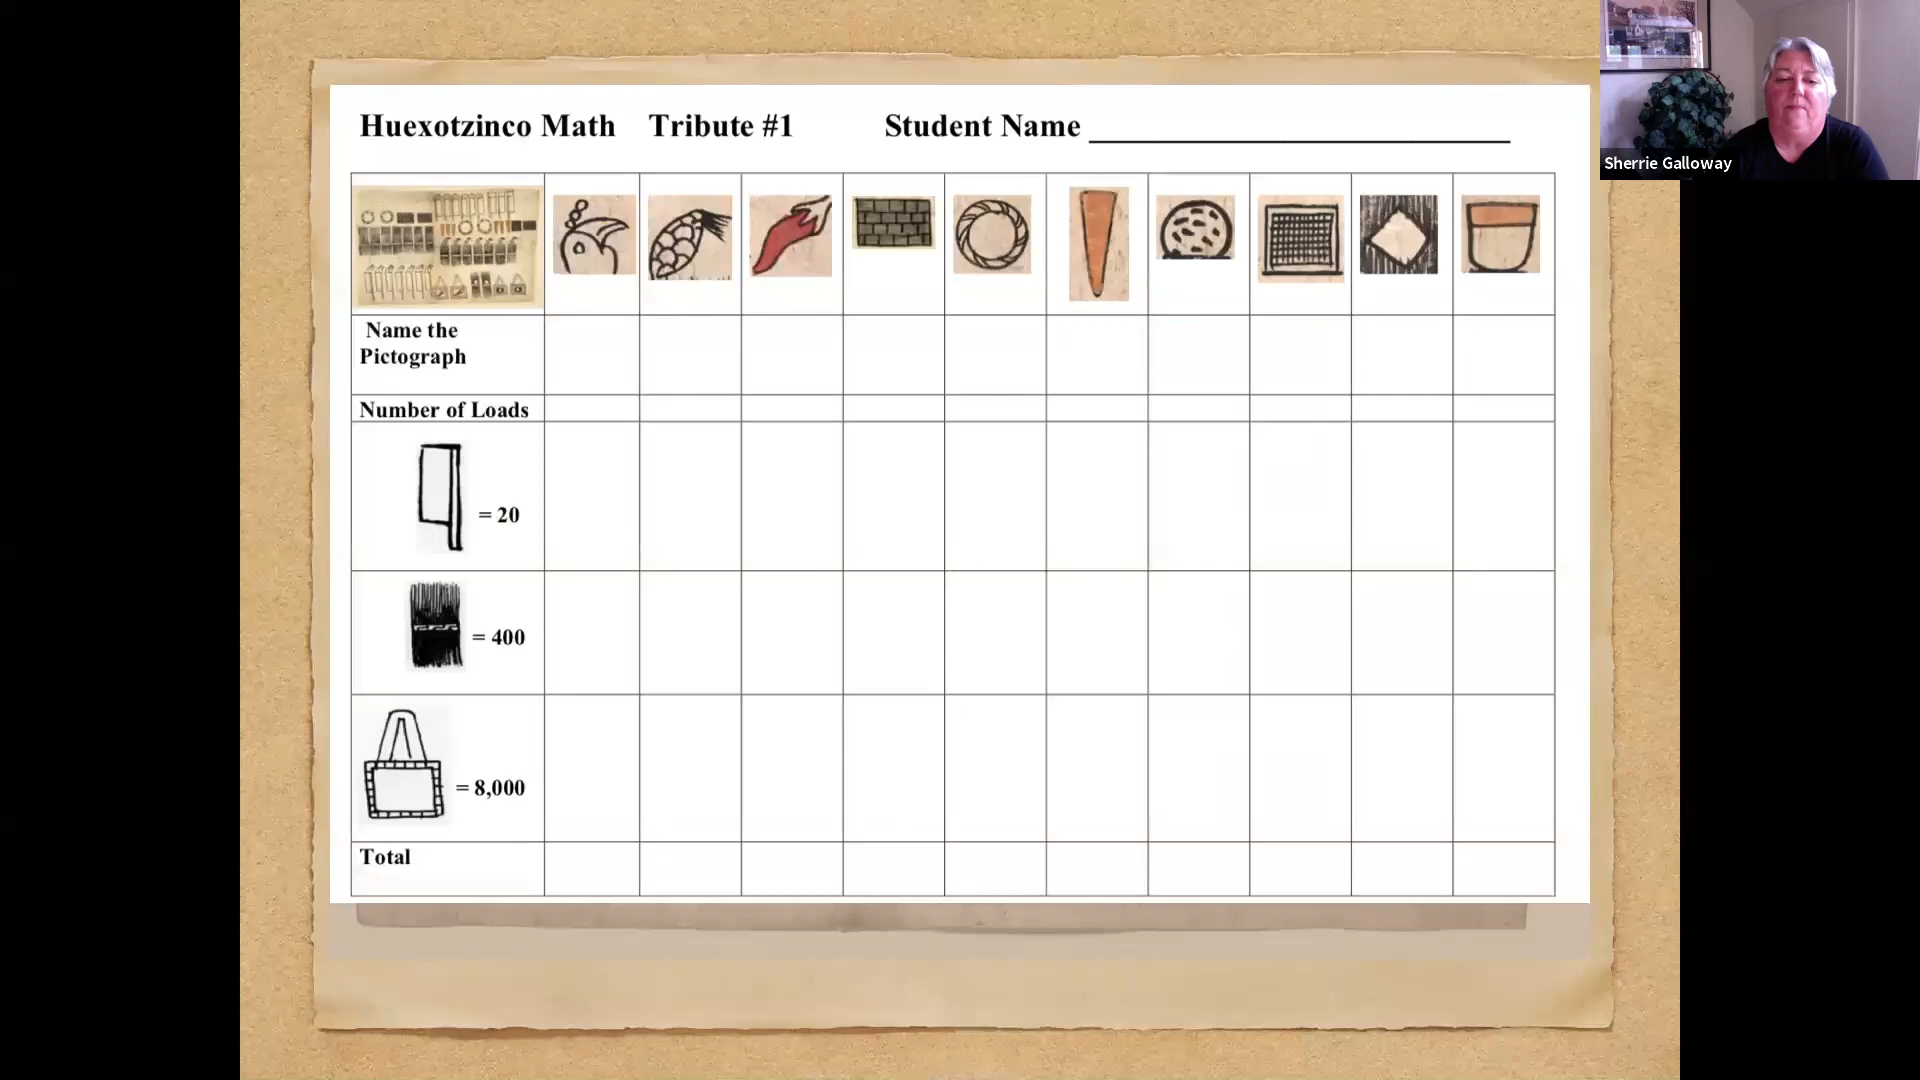 Huexotzinco Math Tribute #1 Student Name
Name the
Pictograph
Number of Loads
= 20
= 400
= 8,000
Total
Sherrie Galloway